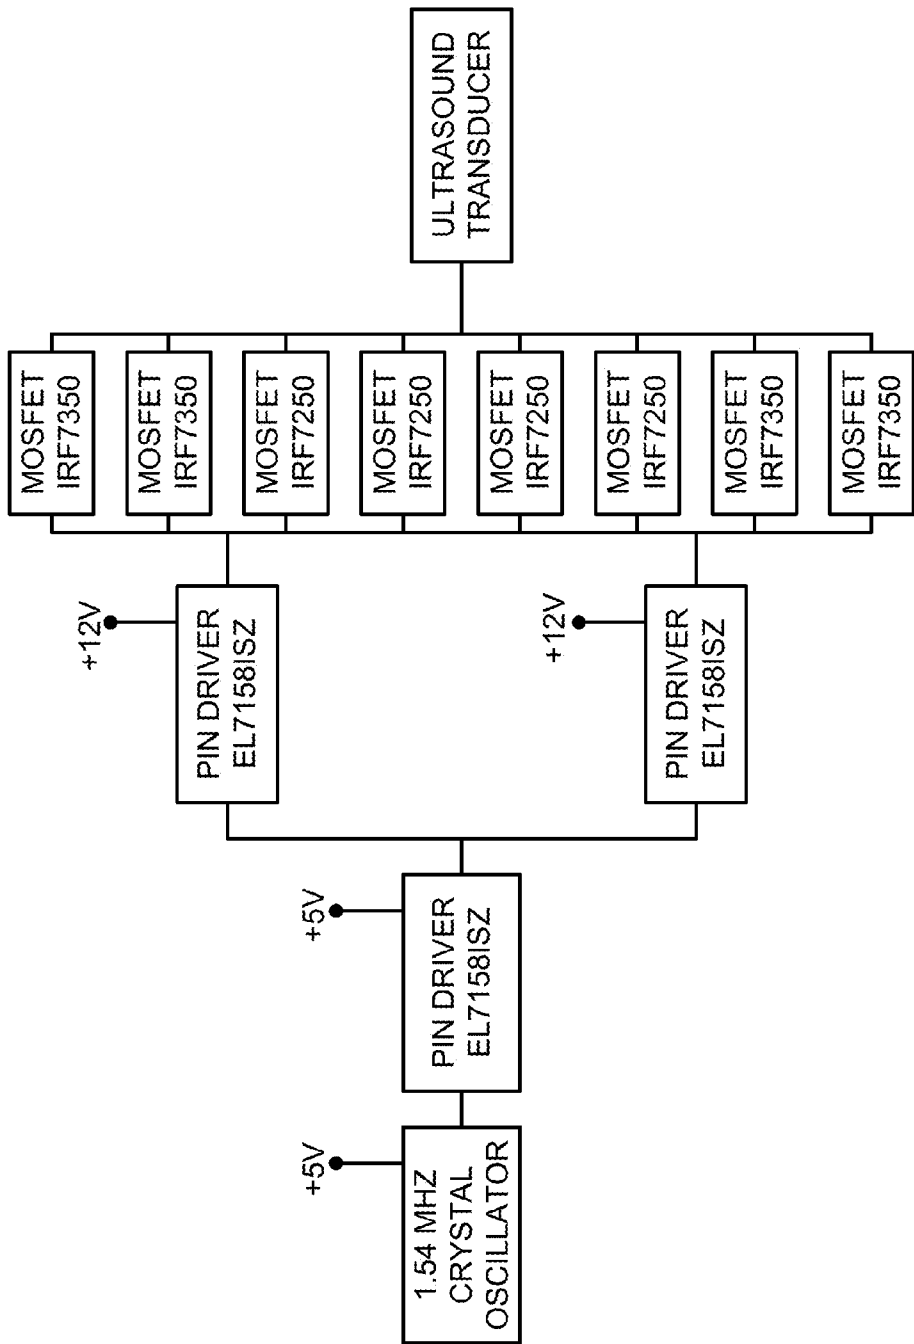 1.54 MHZ
CRYSTAL
OSCILLATOR
+5V
PIN DRIVER
EL7158ISZ
+5V
PIN DRIVER
EL7158ISZ
+12V
PIN DRIVER
EL7158ISZ
+12V
MOSFET
IRF7350
MOSFET
IRF7350
MOSFET
IRF7250
MOSFET
IRF7250
MOSFET
IRF7250
MOSFET
IRF7250
MOSFET
IRF7350
MOSFET
IRF7350
ULTRASOUND
TRANSDUCER